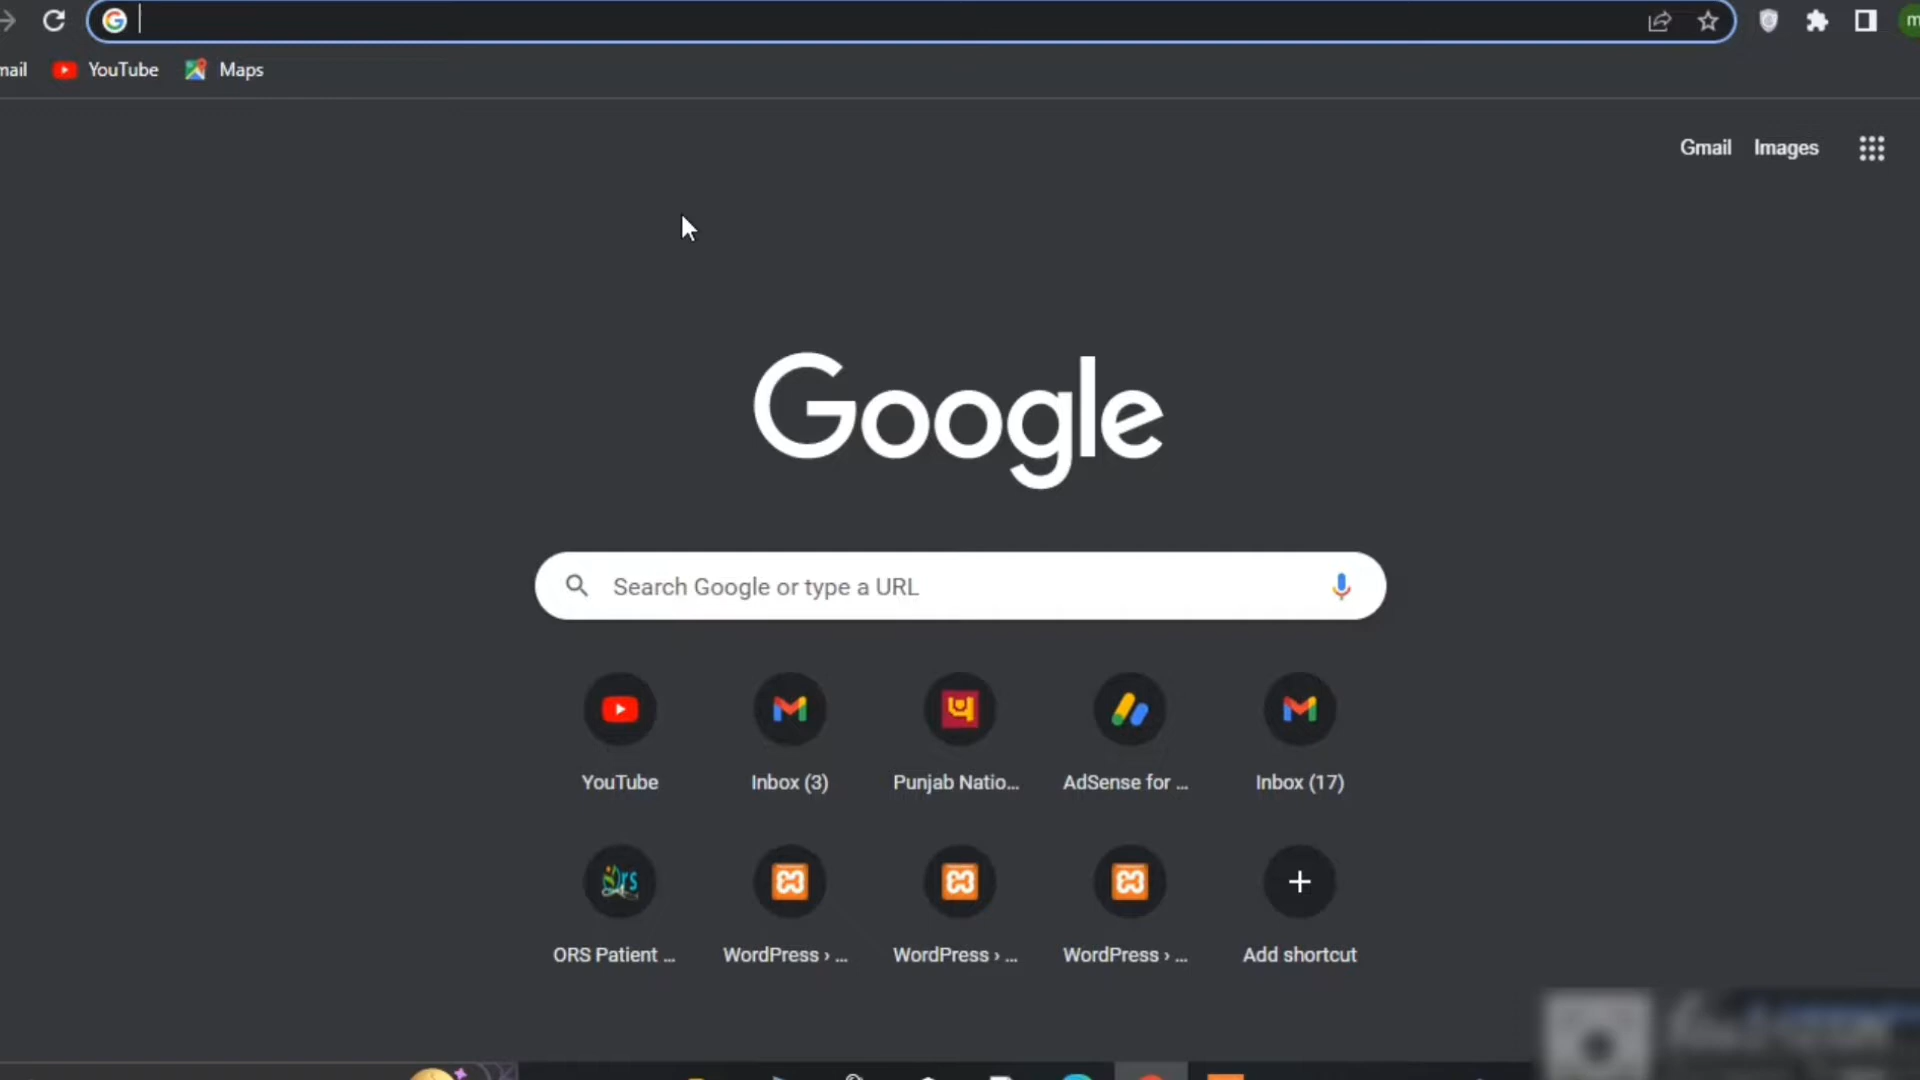 YouTube
Maps
Gmail
Images
Google
Search Google or type a URL
YouTube
Inbox (3)
Punjab Natio...
AdSense for ...
Inbox (17)
ORS Patient ...
WordPress › ...
WordPress › ...
WordPress › ...
Add shortcut